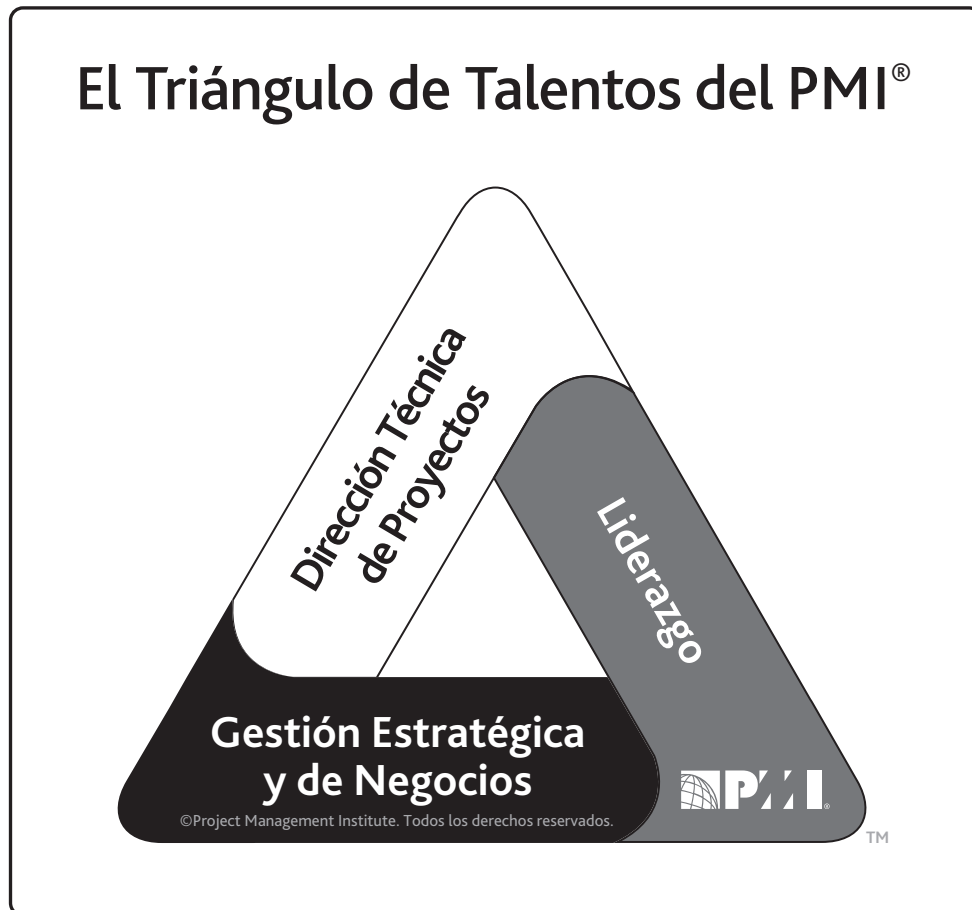 El Triángulo de Talentos del PMI®
Dirección Técnica
de Proyectos
Liderazgo
Gestión Estratégica
y de Negocios
©Project Management Institute. Todos los derechos reservados.
PMI®
TM